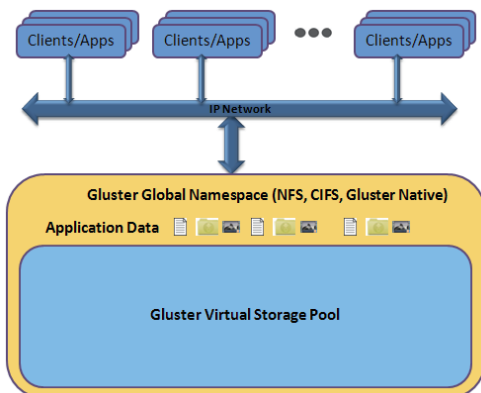 Clients/Apps Clients/Apps Clients/Apps
IP Network
Gluster Global Namespace (NFS, CIFS, Gluster Native)
Application Data
Gluster Virtual Storage Pool